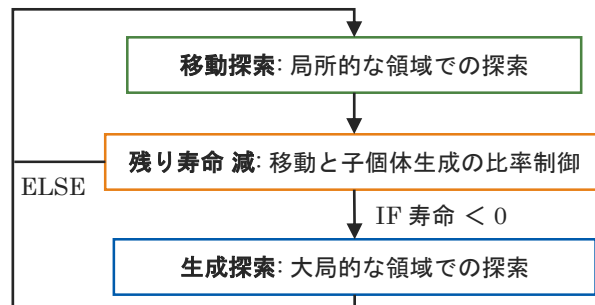 移動探索: 局所的な領域での探索
残り寿命 減: 移動と子個体生成の比率制御
ELSE
IF 寿命 < 0
生成探索: 大局的な領域での探索